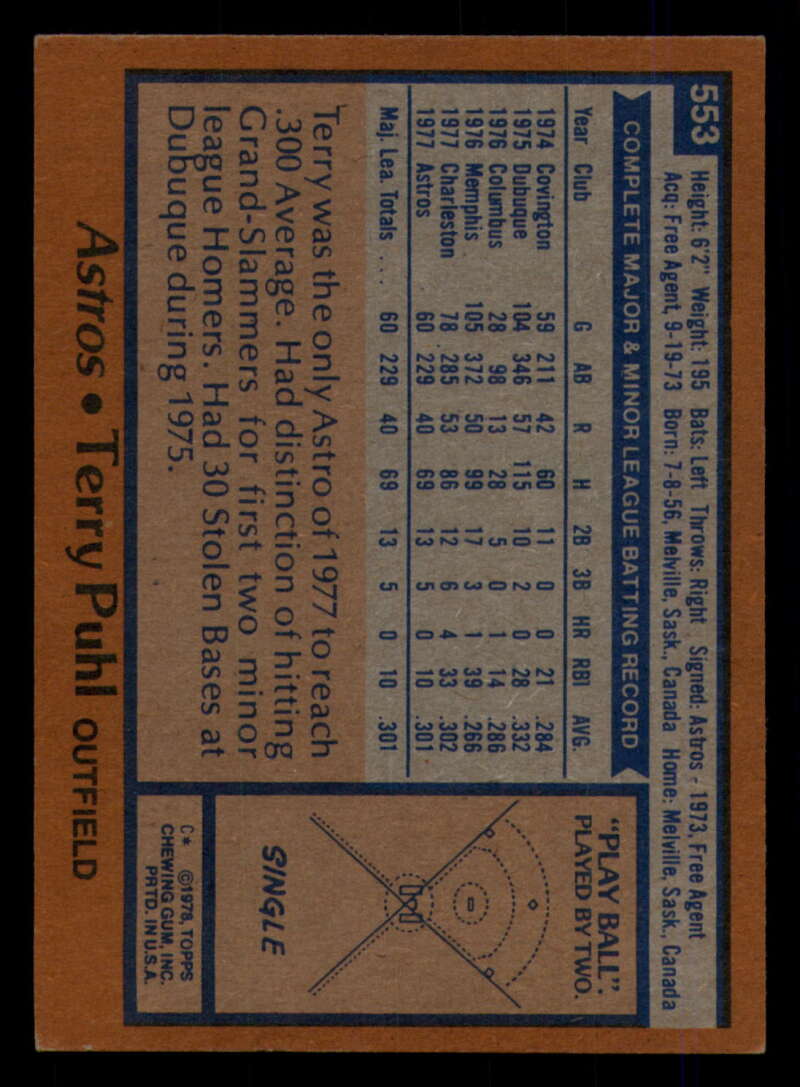 553
Height: 6'2" Weight: 195 Bats: Left Throws: Right Signed: Astros - 1973, Free Agent
Acq: Free Agent, 9-19-73 Born: 7-8-56, Melville, Sask., Canada Home: Melville, Sask., Canada
COMPLETE MAJOR & MINOR LEAGUE BATTING RECORD
Year Club G AB R H 2B 3B HR RBI AVG.
1974 Covington 59 211 42 60 11 0 0 21 .284
1975 Dubuque 104 346 57 115 10 2 0 28 .332
1976 Columbus 28 98 13 28 5 0 1 14 .286
1976 Memphis 105 372 50 99 17 3 1 39 .266
1977 Charleston 78 285 53 86 12 6 4 33 .302
1977 Astros 60 229 40 69 13 5 0 10 .301
Maj. Lea. Totals .... 60 229 40 69 13 5 0 10 .301
Terry was the only Astro of 1977 to reach
.300 Average. Had distinction of hitting
Grand-Slammers for first two minor
league Homers. Had 30 Stolen Bases at
Dubuque during 1975.
"PLAY BALL":
PLAYED BY TWO.
SINGLE
C* ©1978, TOPPS
CHEWING GUM, INC.
PRTD. IN U.S.A.
Astros • Terry Puhl OUTFIELD